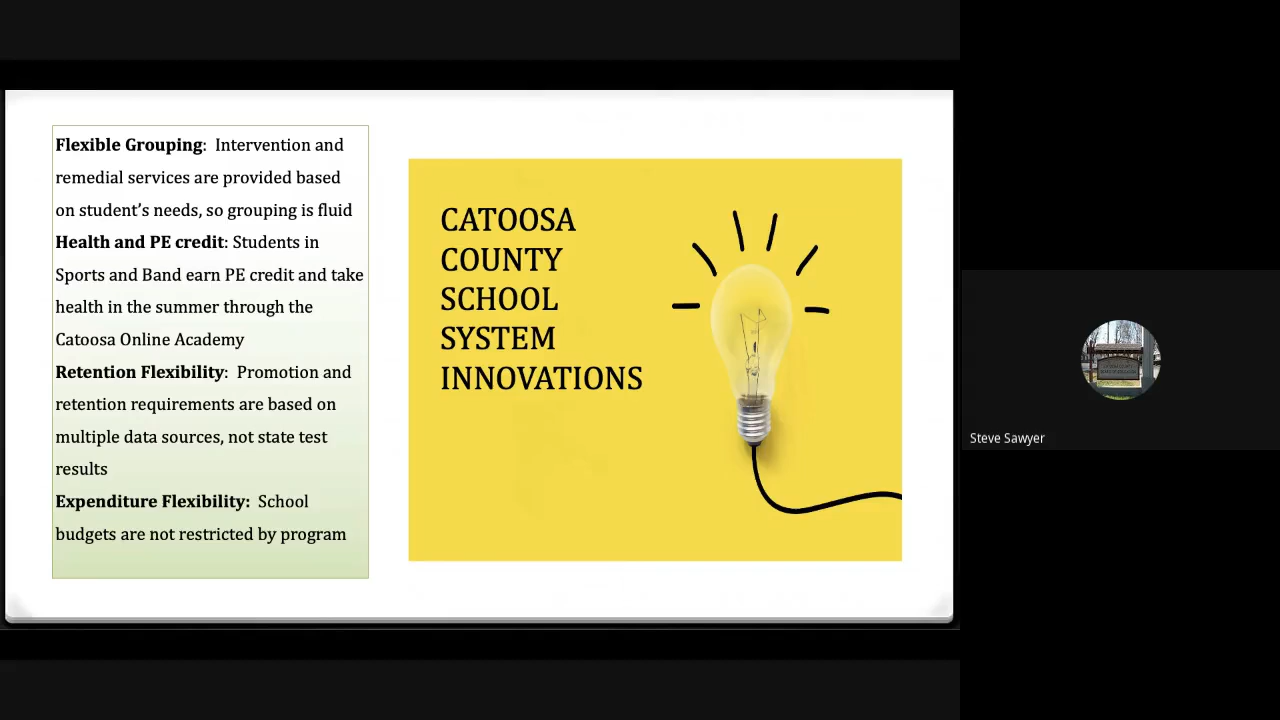 Flexible Grouping:  Intervention and
remedial services are provided based
on student’s needs, so grouping is fluid
Health and PE credit: Students in
Sports and Band earn PE credit and take
health in the summer through the
Catoosa Online Academy
Retention Flexibility:  Promotion and
retention requirements are based on
multiple data sources, not state test
results
Expenditure Flexibility:  School
budgets are not restricted by program
CATOOSA
COUNTY
SCHOOL
SYSTEM
INNOVATIONS
Steve Sawyer